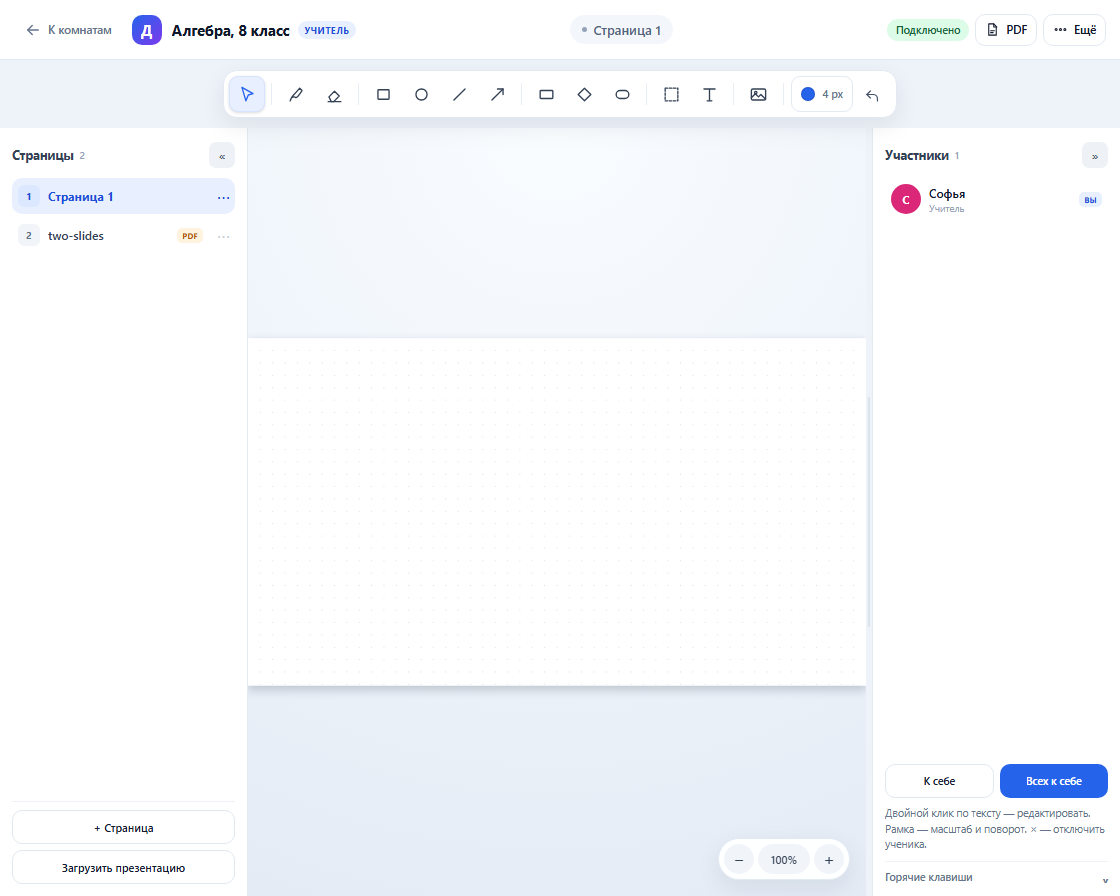 К комнатам
Д
Алгебра, 8 класс
УЧИТЕЛЬ
Страница 1
Подключено
PDF
Ещё
4 px
Страницы 2
«
1 Страница 1
2 two-slides PDF
+ Страница
Загрузить презентацию
−
100%
+
Участники 1
»
С
Софья
Учитель
ВЫ
К себе
Всех к себе
Двойной клик по тексту — редактировать.
Рамка — масштаб и поворот. × — отключить
ученика.
Горячие клавиши